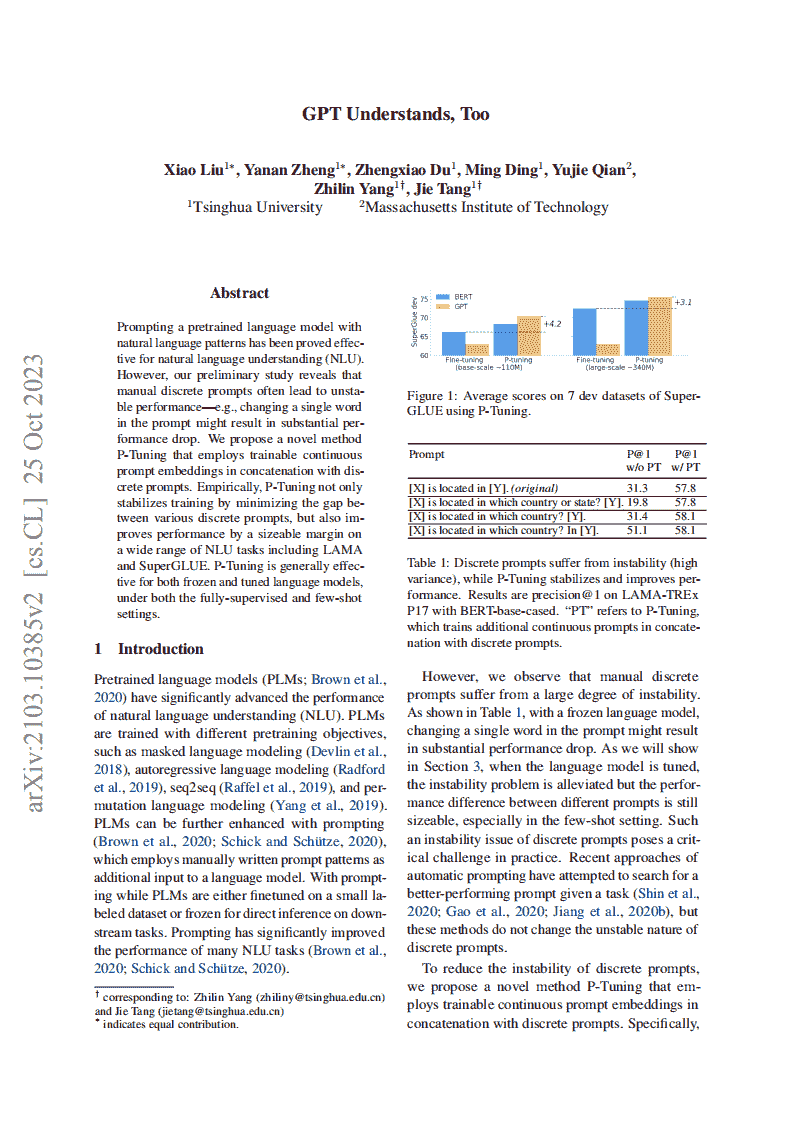 GPT Understands, Too
Xiao Liu1*, Yanan Zheng1*, Zhengxiao Du1, Ming Ding1, Yujie Qian2,
Zhilin Yang1†, Jie Tang1†
1Tsinghua University 2Massachusetts Institute of Technology
arXiv:2103.10385v2 [cs.CL] 25 Oct 2023
Abstract
Prompting a pretrained language model with
natural language patterns has been proved effec-
tive for natural language understanding (NLU).
However, our preliminary study reveals that
manual discrete prompts often lead to unsta-
ble performance—e.g., changing a single word
in the prompt might result in substantial per-
formance drop. We propose a novel method
P-Tuning that employs trainable continuous
prompt embeddings in concatenation with dis-
crete prompts. Empirically, P-Tuning not only
stabilizes training by minimizing the gap be-
tween various discrete prompts, but also im-
proves performance by a sizeable margin on
a wide range of NLU tasks including LAMA
and SuperGLUE. P-Tuning is generally effec-
tive for both frozen and tuned language models,
under both the fully-supervised and few-shot
settings.
1 Introduction
Pretrained language models (PLMs; Brown et al.,
2020) have significantly advanced the performance
of natural language understanding (NLU). PLMs
are trained with different pretraining objectives,
such as masked language modeling (Devlin et al.,
2018), autoregressive language modeling (Radford
et al., 2019), seq2seq (Raffel et al., 2019), and per-
mutation language modeling (Yang et al., 2019).
PLMs can be further enhanced with prompting
(Brown et al., 2020; Schick and Schütze, 2020),
which employs manually written prompt patterns as
additional input to a language model. With prompt-
ing while PLMs are either finetuned on a small la-
beled dataset or frozen for direct inference on down-
stream tasks. Prompting has significantly improved
the performance of many NLU tasks (Brown et al.,
2020; Schick and Schütze, 2020).
† corresponding to: Zhilin Yang (zhiliny@tsinghua.edu.cn)
and Jie Tang (jietang@tsinghua.edu.cn)
* indicates equal contribution.
SuperGlue dev
75
70
65
60
BERT
GPT
+4.2
+3.1
Fine-tuning P-tuning Fine-tuning P-tuning
(base-scale ~110M) (large-scale ~340M)
Figure 1: Average scores on 7 dev datasets of Super-
GLUE using P-Tuning.
Prompt P@1 P@1
w/o PT w/ PT
[X] is located in [Y]. (original) 31.3 57.8
[X] is located in which country or state? [Y]. 19.8 57.8
[X] is located in which country? [Y]. 31.4 58.1
[X] is located in which country? In [Y]. 51.1 58.1
Table 1: Discrete prompts suffer from instability (high
variance), while P-Tuning stabilizes and improves per-
formance. Results are precision@1 on LAMA-TREx
P17 with BERT-base-cased. “PT” refers to P-Tuning,
which trains additional continuous prompts in concate-
nation with discrete prompts.
However, we observe that manual discrete
prompts suffer from a large degree of instability.
As shown in Table 1, with a frozen language model,
changing a single word in the prompt might result
in substantial performance drop. As we will show
in Section 3, when the language model is tuned,
the instability problem is alleviated but the perfor-
mance difference between different prompts is still
sizeable, especially in the few-shot setting. Such
an instability issue of discrete prompts poses a crit-
ical challenge in practice. Recent approaches of
automatic prompting have attempted to search for a
better-performing prompt given a task (Shin et al.,
2020; Gao et al., 2020; Jiang et al., 2020b), but
these methods do not change the unstable nature of
discrete prompts.
To reduce the instability of discrete prompts,
we propose a novel method P-Tuning that em-
ploys trainable continuous prompt embeddings in
concatenation with discrete prompts. Specifically,